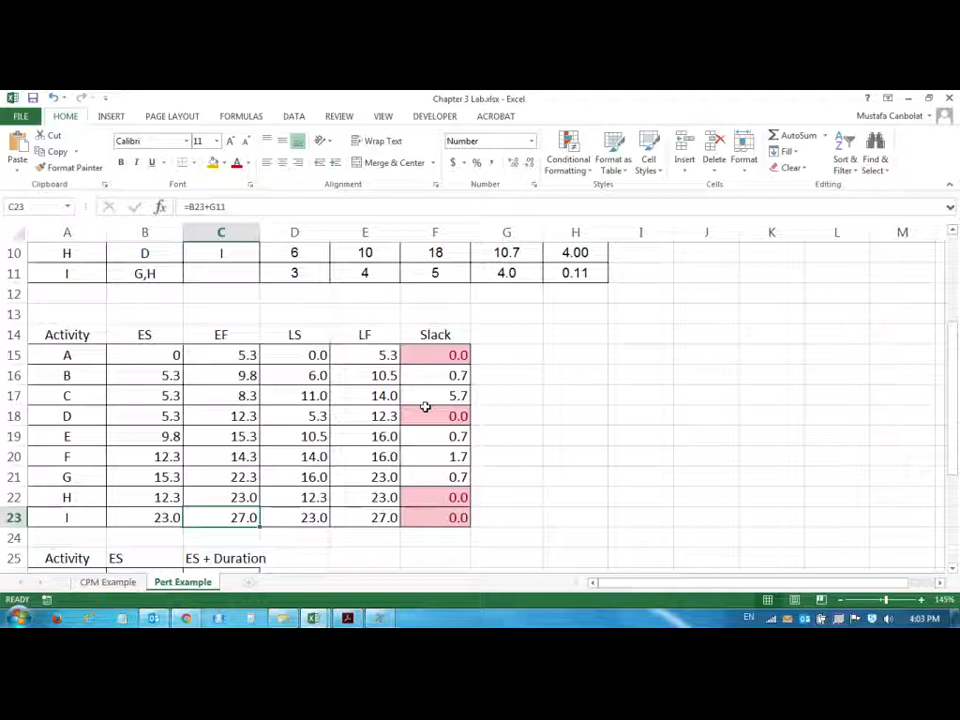 Chapter 3 Lab.xlsx - Excel
FILE HOME INSERT PAGE LAYOUT FORMULAS DATA REVIEW VIEW DEVELOPER ACROBAT Mustafa Canbolat
Cut Calibri 11 Wrap Text Number AutoSum
Copy Fill
Paste Format Painter B I U Merge & Center $ % Conditional Formatting Format as Table Cell Styles Insert Delete Format Clear Sort & Filter Find & Select
Clipboard Font Alignment Number Styles Cells Editing
C23 fx =B23+G11
A B C D E F G H I J K L M
10 H D I 6 10 18 10.7 4.00
11 I G,H 3 4 5 4.0 0.11
12
13
14 Activity ES EF LS LF Slack
15 A 0 5.3 0.0 5.3 0.0
16 B 5.3 9.8 6.0 10.5 0.7
17 C 5.3 8.3 11.0 14.0 5.7
18 D 5.3 12.3 5.3 12.3 0.0
19 E 9.8 15.3 10.5 16.0 0.7
20 F 12.3 14.3 14.0 16.0 1.7
21 G 15.3 22.3 16.0 23.0 0.7
22 H 12.3 23.0 12.3 23.0 0.0
23 I 23.0 27.0 23.0 27.0 0.0
24
25 Activity ES ES + Duration
CPM Example Pert Example
READY 145%
EN 4:03 PM